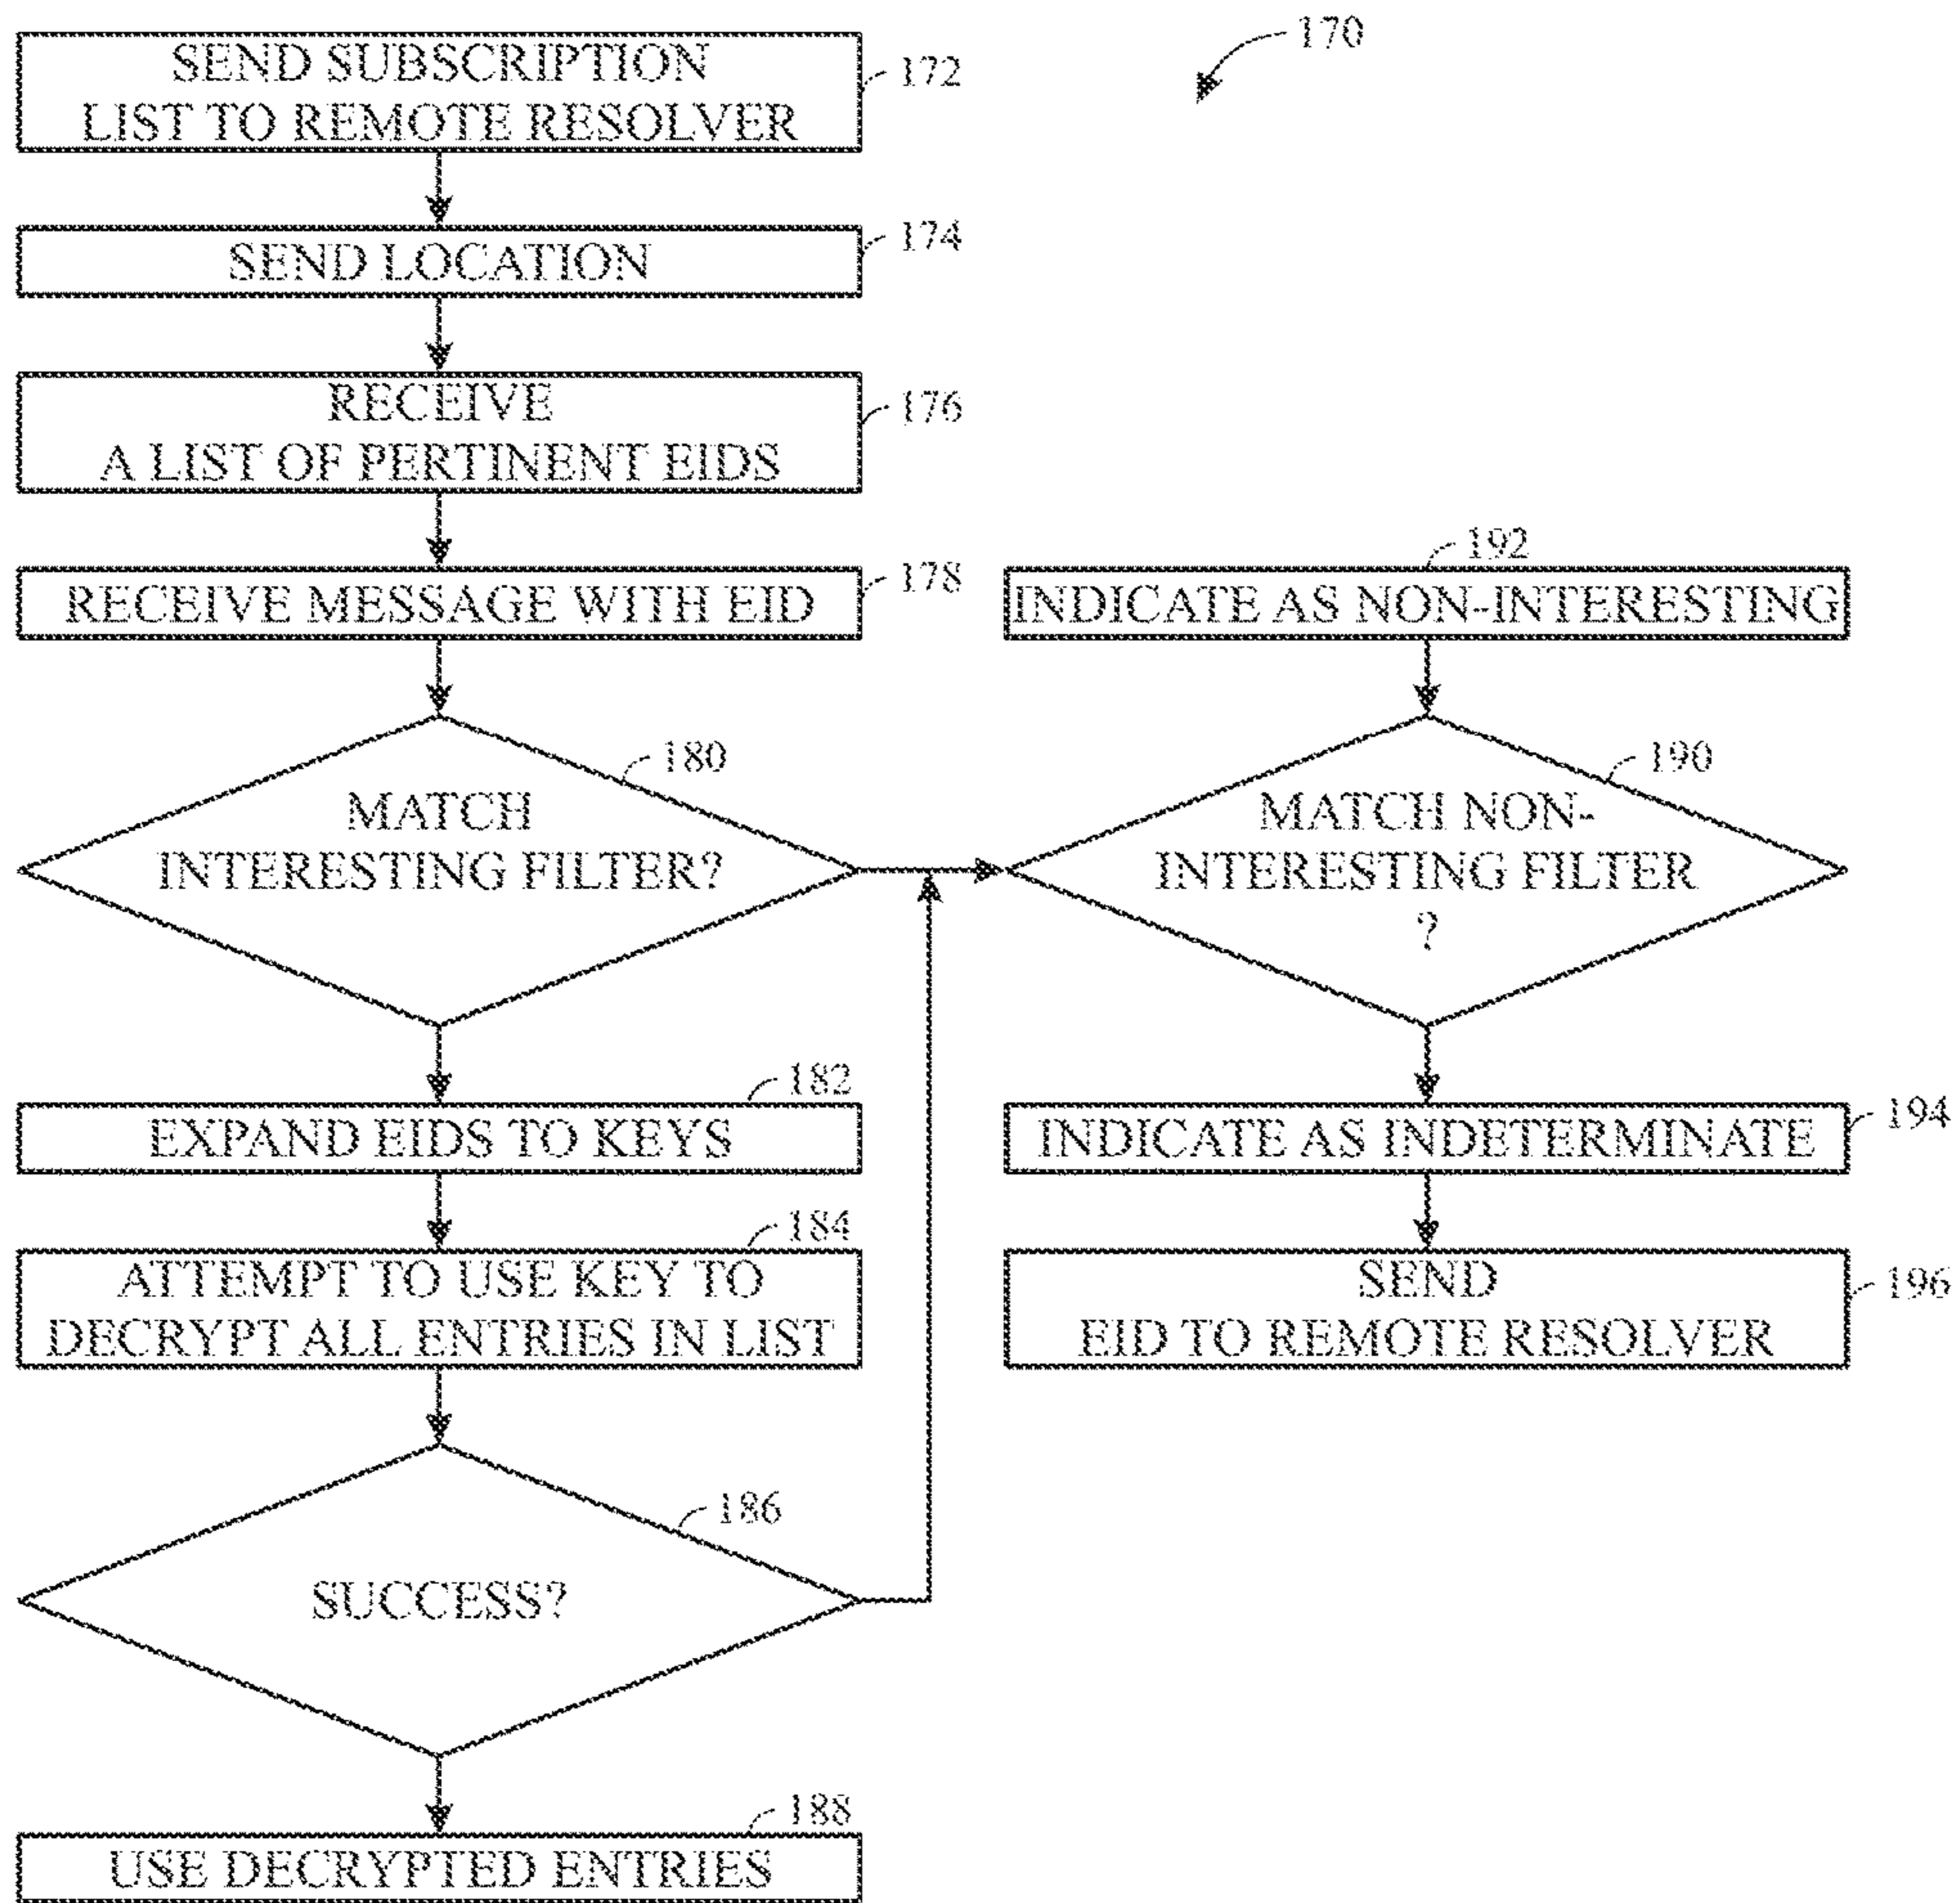 170
SEND SUBSCRIPTION
LIST TO REMOTE RESOLVER
172
SEND LOCATION
174
RECEIVE
A LIST OF PERTINENT EIDS
176
RECEIVE MESSAGE WITH EID
178
MATCH
INTERESTING FILTER?
180
EXPAND EIDS TO KEYS
182
ATTEMPT TO USE KEY TO
DECRYPT ALL ENTRIES IN LIST
184
SUCCESS?
186
USE DECRYPTED ENTRIES
188
192
INDICATE AS NON-INTERESTING
190
MATCH NON-
INTERESTING FILTER
?
INDICATE AS INDETERMINATE
194
SEND
EID TO REMOTE RESOLVER
196